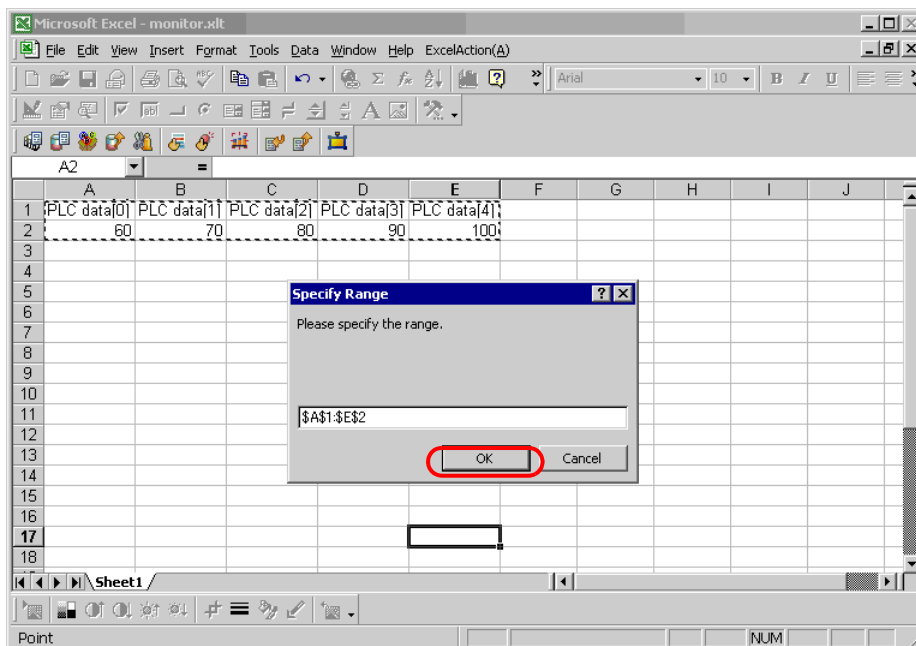 Microsoft Excel - monitor.xlt
File Edit View Insert Format Tools Data Window Help ExcelAction(A)
Arial 10 B I U
A2 =
A B C D E F G H I J
1 PLC data[0] PLC data[1] PLC data[2] PLC data[3] PLC data[4]
2 60 70 80 90 100
3
4
5
6
7
8
9
10
11
12
13
14
15
16
17
18
Specify Range
Please specify the range.
$A$1:$E$2
OK Cancel
Sheet1
Point NUM